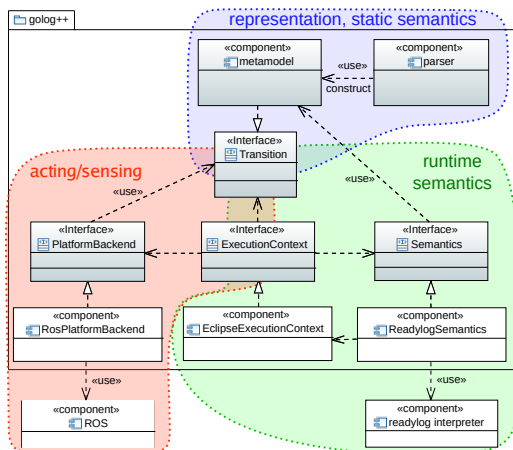 golog++
representation, static semantics
«component»
metamodel
«use»
construct
«component»
parser
«Interface»
Transition
acting/sensing
runtime
semantics
«use»
«use»
«Interface»
PlatformBackend
«Interface»
ExecutionContext
«Interface»
Semantics
«component»
RosPlatformBackend
«component»
EclipseExecutionContext
«component»
ReadylogSemantics
«use»
«use»
«component»
ROS
«component»
readylog interpreter